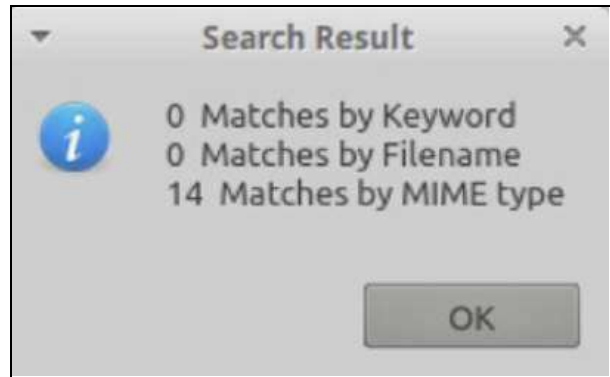 Search Result
0 Matches by Keyword
0 Matches by Filename
14 Matches by MIME type
OK